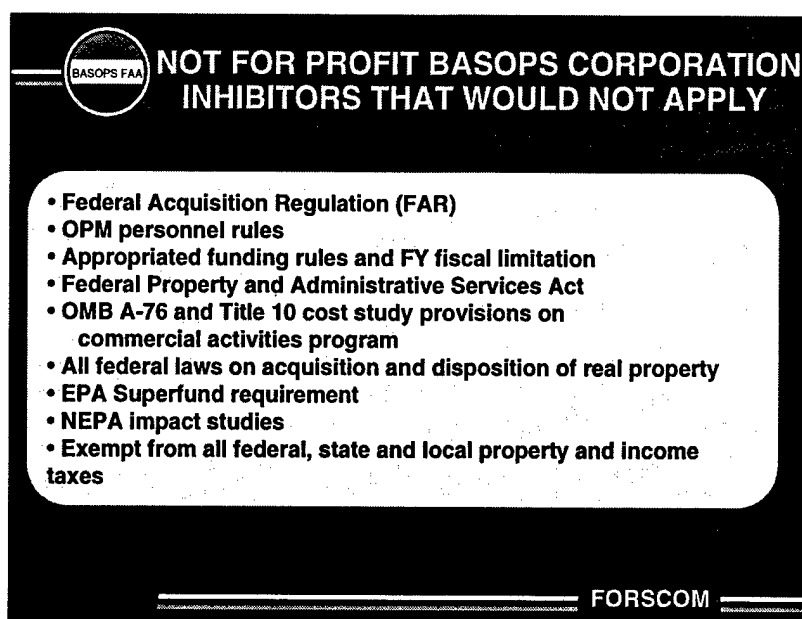 BASOPS FAA
NOT FOR PROFIT BASOPS CORPORATION
INHIBITORS THAT WOULD NOT APPLY
• Federal Acquisition Regulation (FAR)
• OPM personnel rules
• Appropriated funding rules and FY fiscal limitation
• Federal Property and Administrative Services Act
• OMB A-76 and Title 10 cost study provisions on
commercial activities program
• All federal laws on acquisition and disposition of real property
• EPA Superfund requirement
• NEPA impact studies
• Exempt from all federal, state and local property and income
taxes
FORSCOM